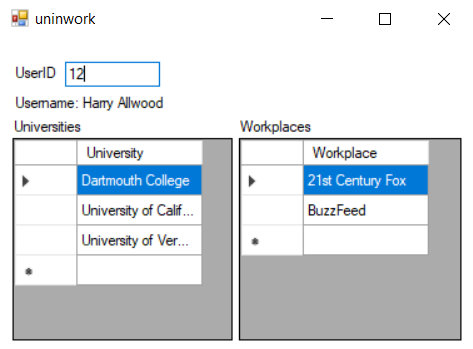 uninwork
UserID 12
Username: Harry Allwood
Universities
University
Dartmouth College
University of Calif...
University of Ver...
Workplaces
Workplace
21st Century Fox
BuzzFeed